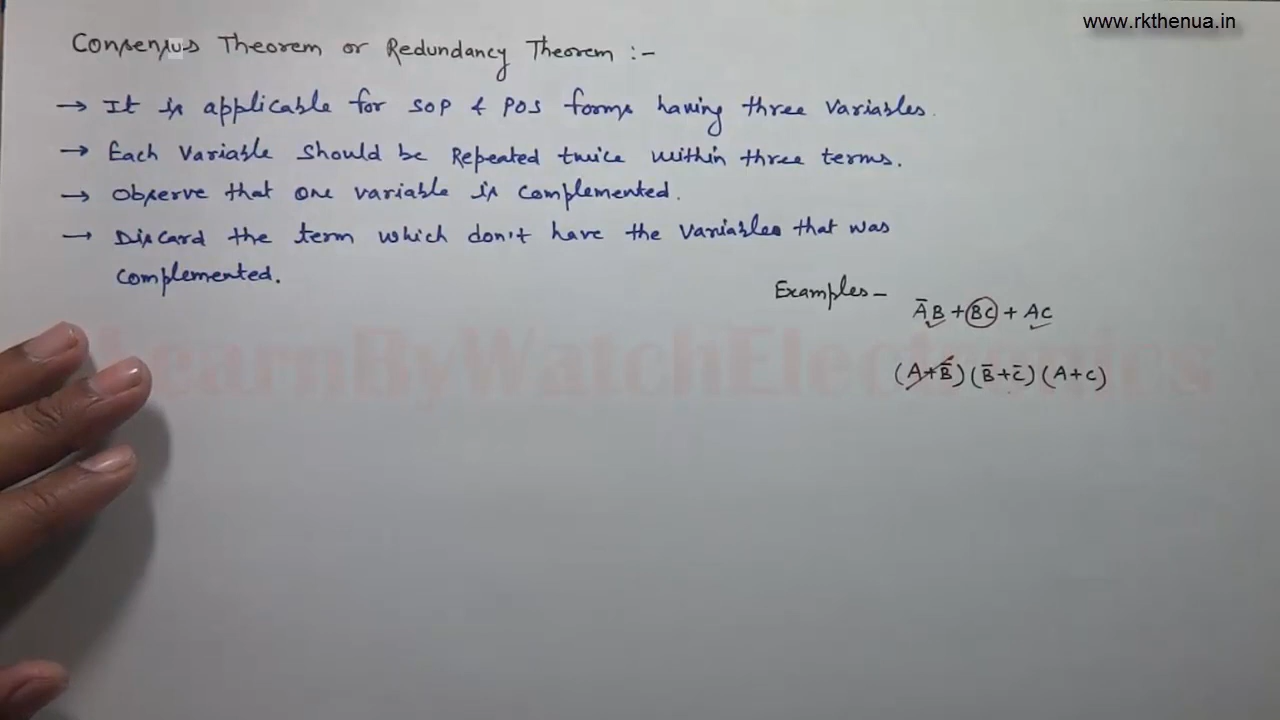 www.rkthenua.in
Consensus Theorem or Redundancy Theorem :-
→ It is applicable for SOP & POS forms having three variables.
→ Each variable should be Repeated twice within three terms.
→ Observe that one variable is complemented.
→ Discard the term which don't have the variables that was
complemented.
Examples -
A̅B + BC + AC
LearnByWatch Electronics
(A+B̅)(B̅+C̅)(A+C)